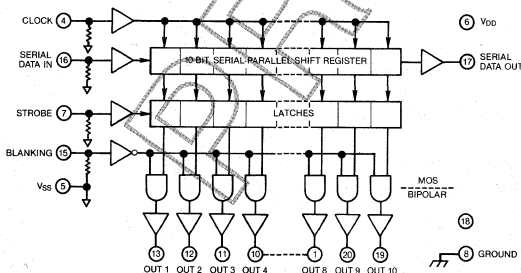 CLOCK 4
6 VDD
SERIAL DATA IN 16
10-BIT SERIAL-PARALLEL SHIFT REGISTER
17 SERIAL DATA OUT
STROBE 7
LATCHES
BLANKING 15
VSS 5
MOS
BIPOLAR
18
8 GROUND
13 12 11 10 1 20 19
OUT 1 OUT 2 OUT 3 OUT 4 OUT 8 OUT 9 OUT 10